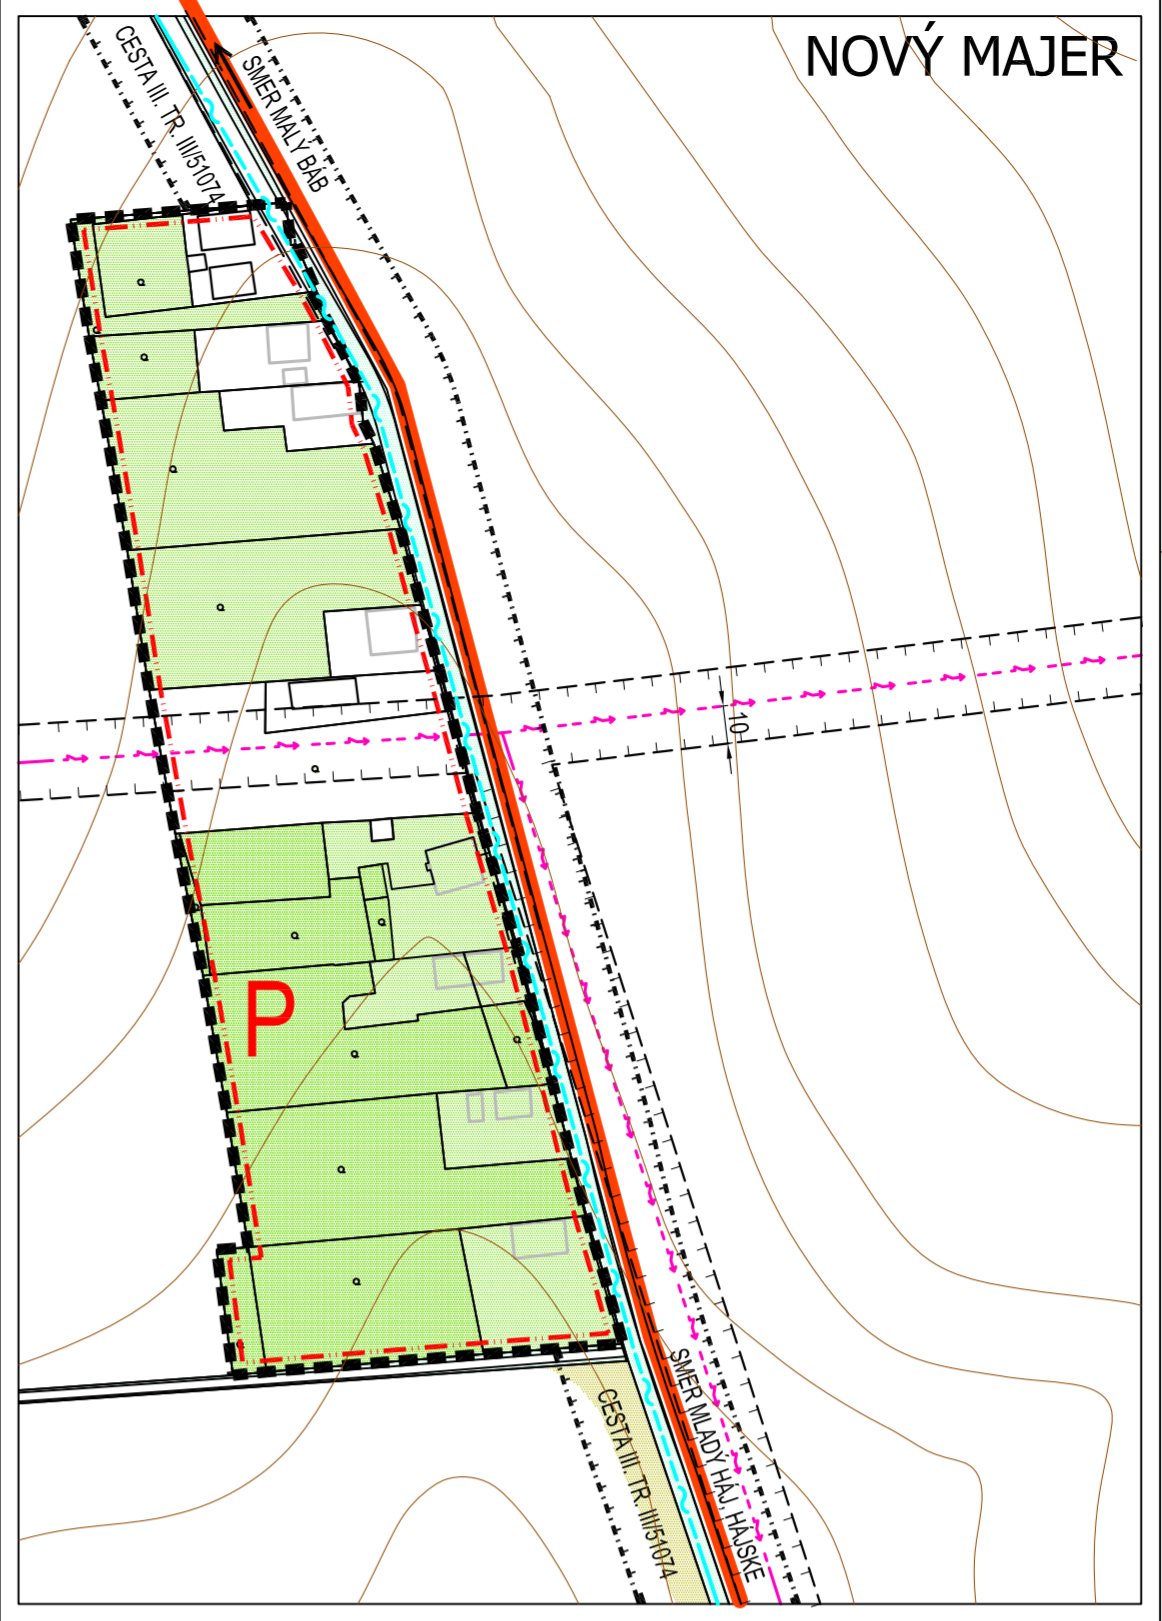 NOVÝ MAJER
CESTA III. TR. III/51074
SMER MALÝ BÁB
10
P
SMER MLADÝ HÁJ, HÁJSKE
CESTA III. TR. III/51074